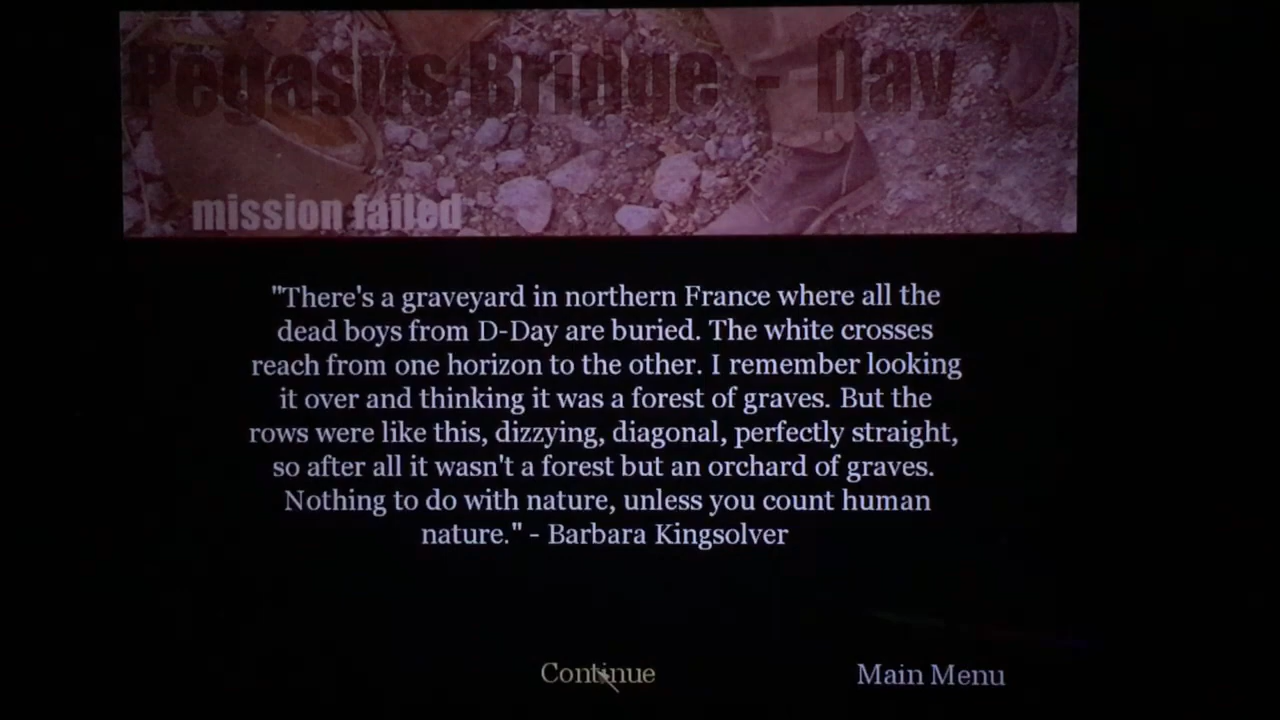 Pegasus Bridge - Day
mission failed
"There's a graveyard in northern France where all the
dead boys from D-Day are buried. The white crosses
reach from one horizon to the other. I remember looking
it over and thinking it was a forest of graves. But the
rows were like this, dizzying, diagonal, perfectly straight,
so after all it wasn't a forest but an orchard of graves.
Nothing to do with nature, unless you count human
nature." - Barbara Kingsolver
Continue
Main Menu